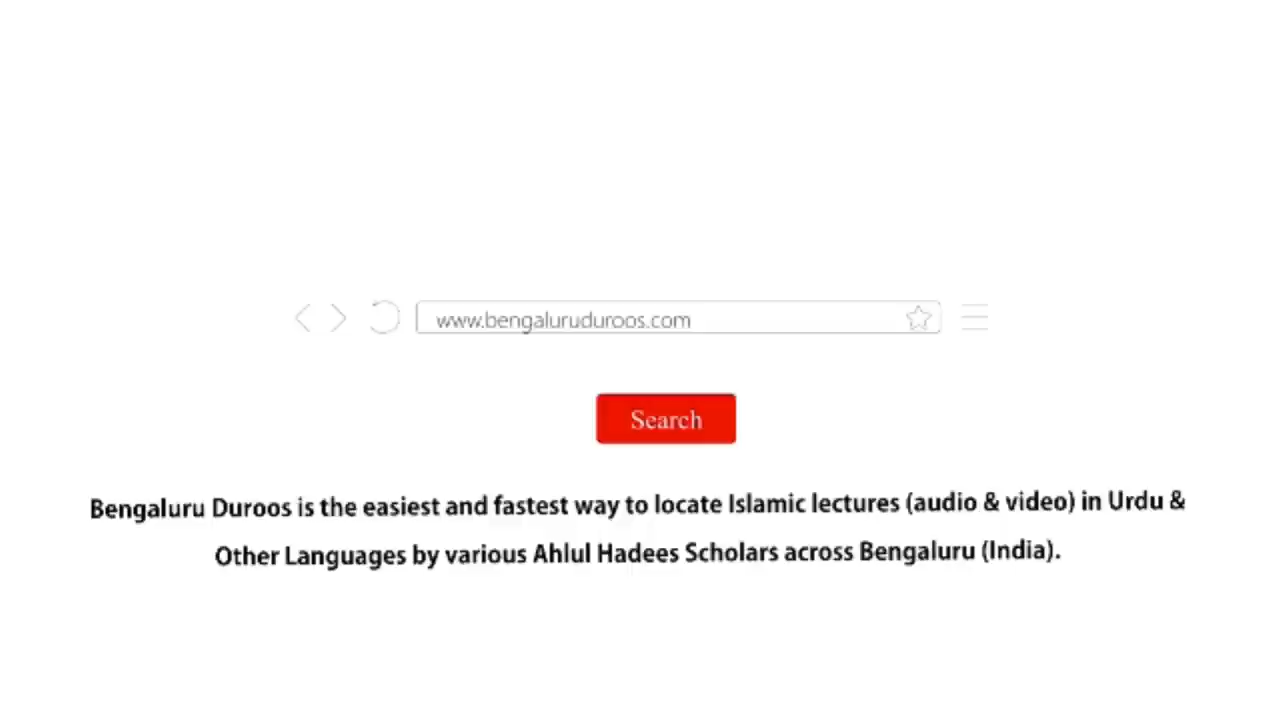 www.bengaluruduroos.com
Search
Bengaluru Duroos is the easiest and fastest way to locate Islamic lectures (audio & video) in Urdu &
Other Languages by various Ahlul Hadees Scholars across Bengaluru (India).